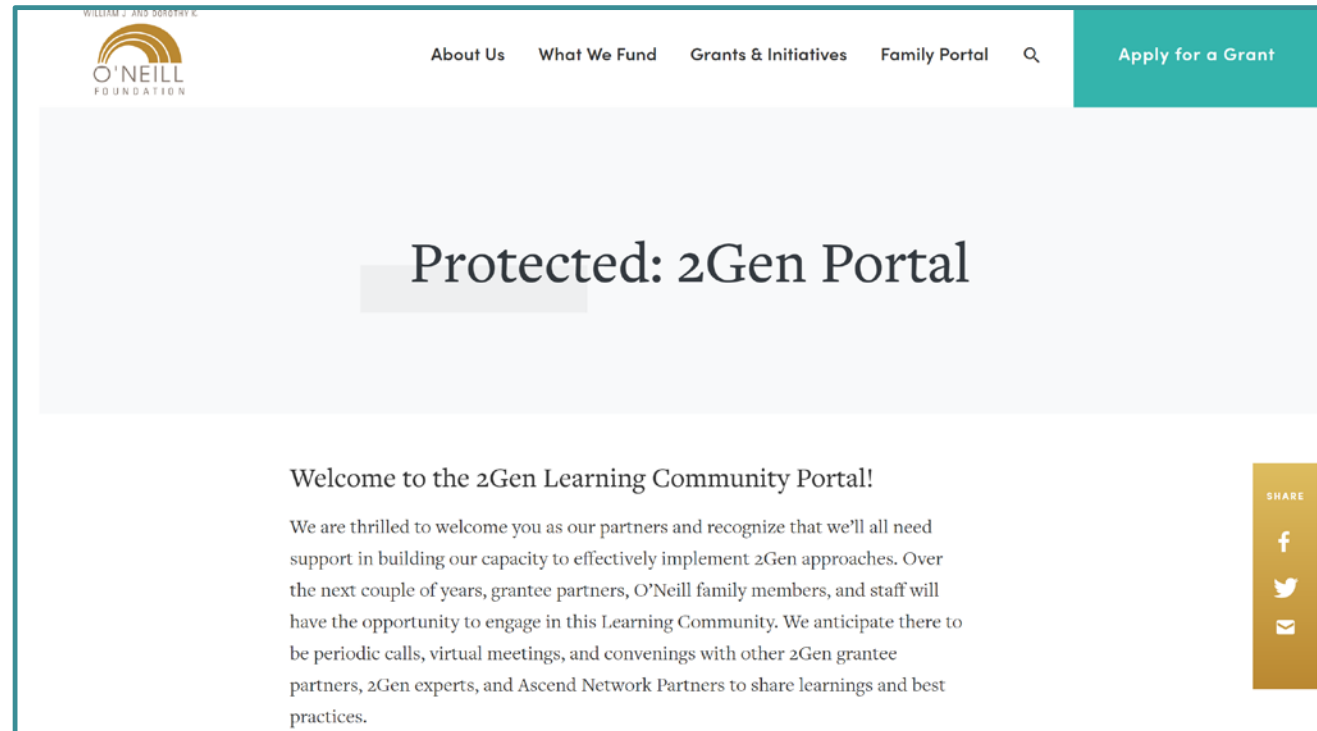 WILLIAM J. AND DOROTHY K.
O'NEILL
FOUNDATION
About Us
What We Fund
Grants & Initiatives
Family Portal
Apply for a Grant
Protected: 2Gen Portal
Welcome to the 2Gen Learning Community Portal!
We are thrilled to welcome you as our partners and recognize that we’ll all need
support in building our capacity to effectively implement 2Gen approaches. Over
the next couple of years, grantee partners, O’Neill family members, and staff will
have the opportunity to engage in this Learning Community. We anticipate there to
be periodic calls, virtual meetings, and convenings with other 2Gen grantee
partners, 2Gen experts, and Ascend Network Partners to share learnings and best
practices.
SHARE